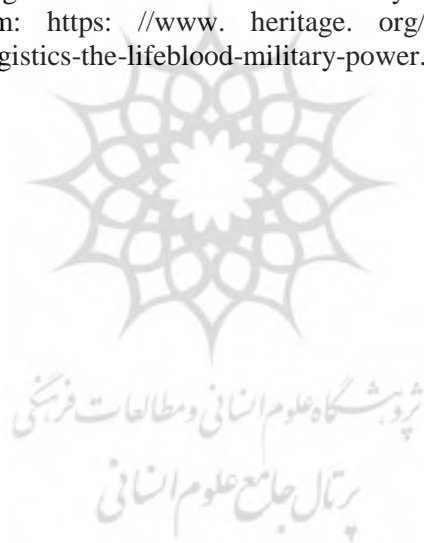 m: https: //www. heritage. org/
gistics-the-lifeblood-military-power.
پژوهشگاه علوم انسانی و مطالعات فرهنگی
پرتال جامع علوم انسانی